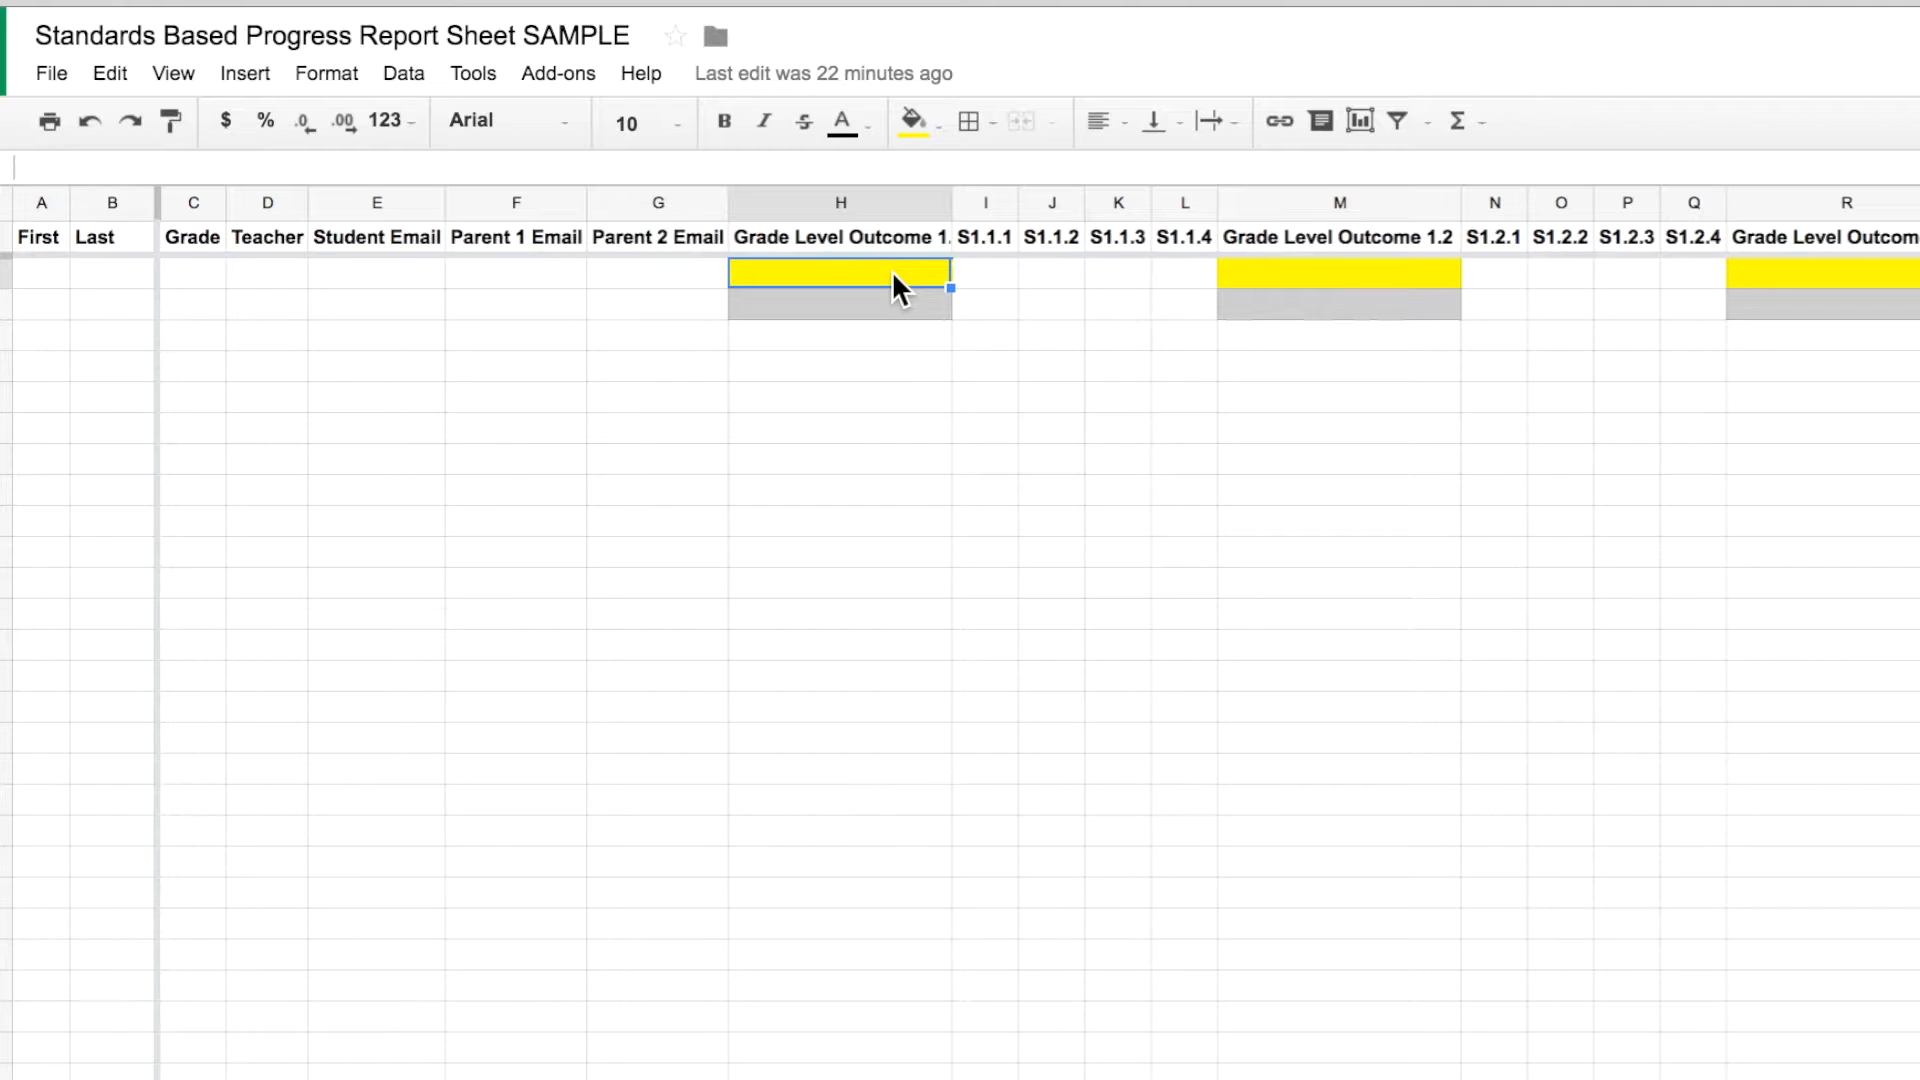 Standards Based Progress Report Sheet SAMPLE
File Edit View Insert Format Data Tools Add-ons Help Last edit was 22 minutes ago
$ % .0 .00 123 Arial 10 B I S A Σ
A B C D E F G H I J K L M N O P Q R
First Last Grade Teacher Student Email Parent 1 Email Parent 2 Email Grade Level Outcome 1. S1.1.1 S1.1.2 S1.1.3 S1.1.4 Grade Level Outcome 1.2 S1.2.1 S1.2.2 S1.2.3 S1.2.4 Grade Level Outcom